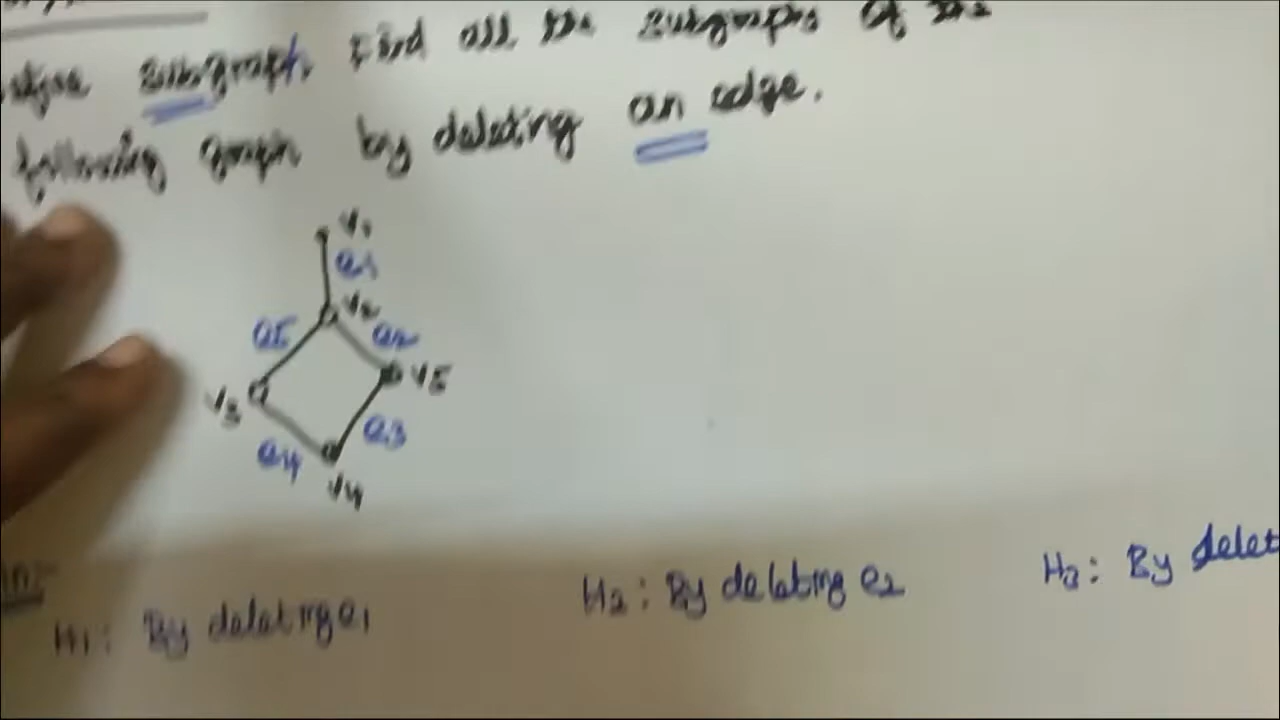 subgraph. Find all the subgraphs of the
following graph by deleting an edge.
v1
e1
v2
e5 e2
v3 v5
e4 e3
v4
H1: By deleting e1
H2: By deleting e2
H3: By delet